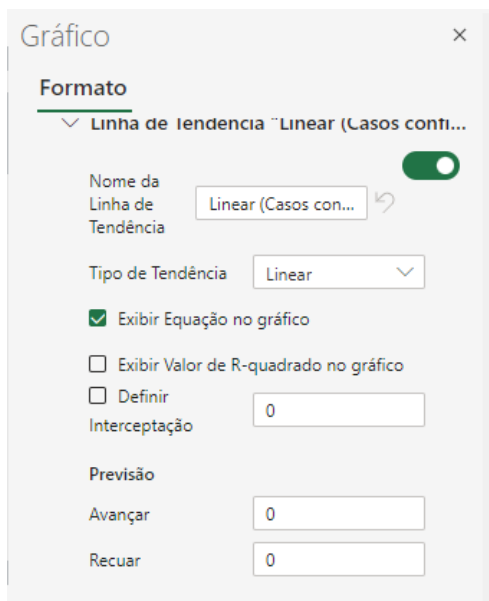 Gráfico
Formato
Linha de Tendência "Linear (Casos confi...
Nome da
Linha de
Tendência
Linear (Casos con...
Tipo de Tendência
Linear
Exibir Equação no gráfico
Exibir Valor de R-quadrado no gráfico
Definir
Interceptação
0
Previsão
Avançar
0
Recuar
0